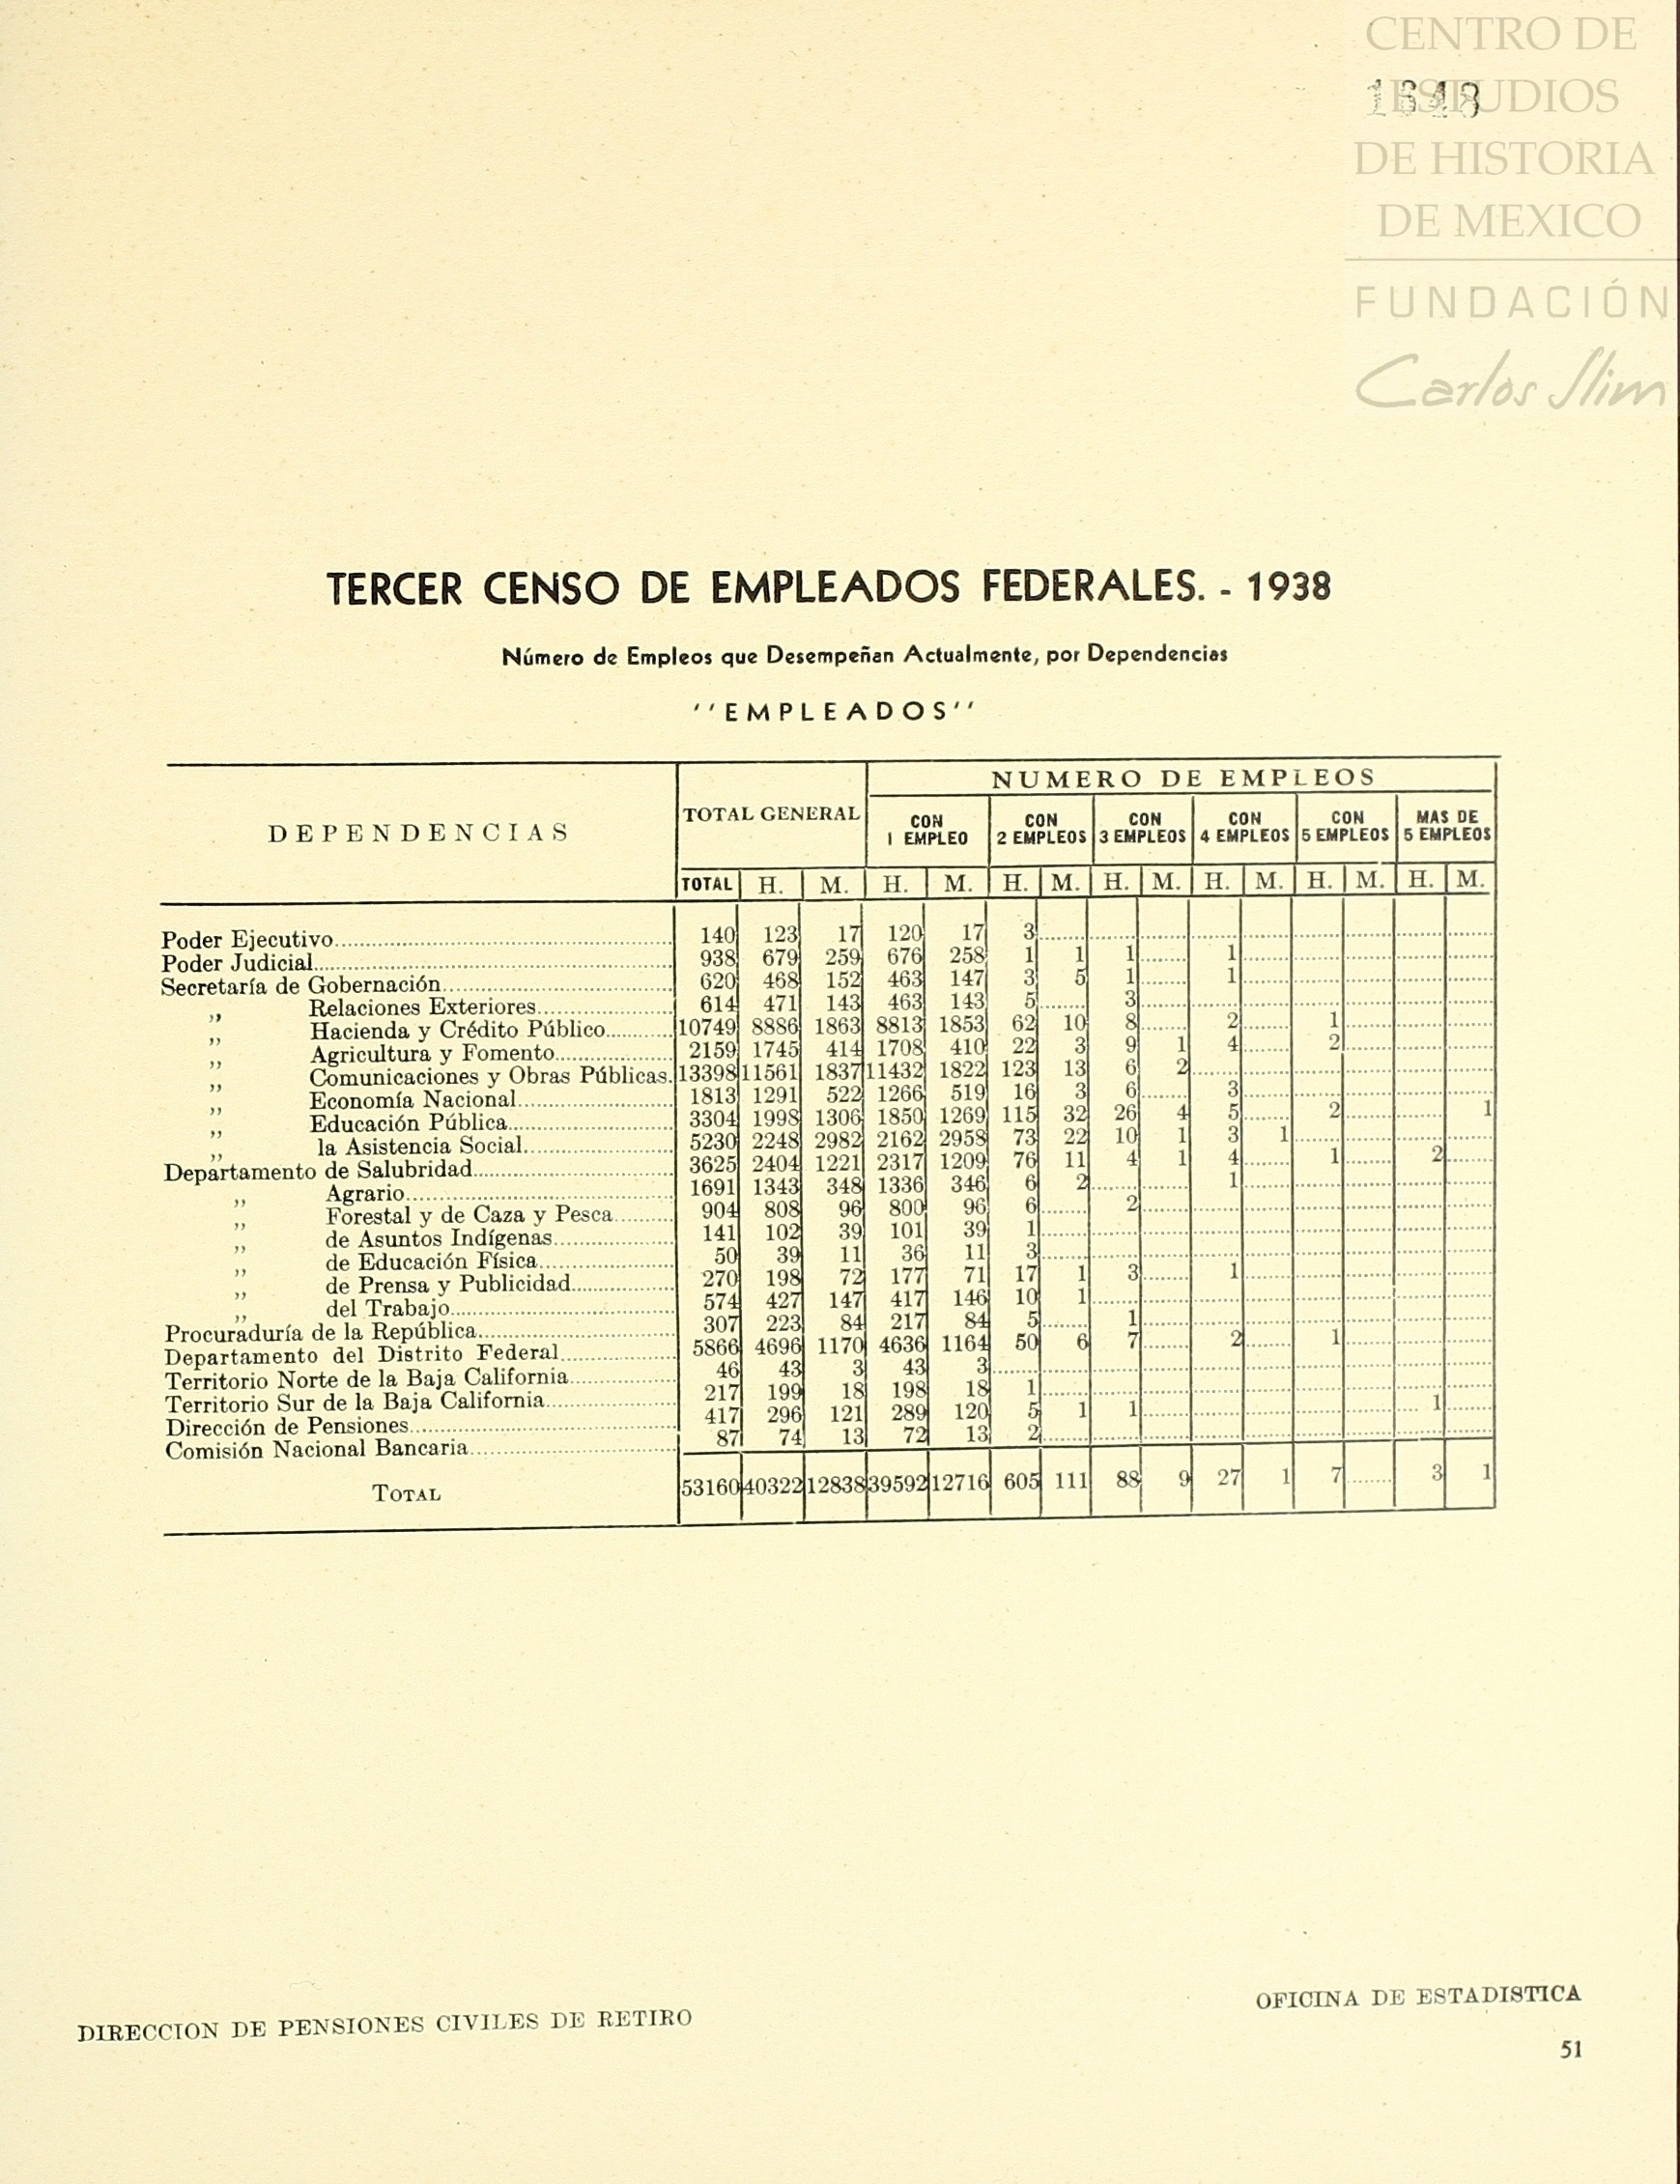 CENTRO DE
ESTUDIOS
DE HISTORIA
DE MEXICO
FUNDACIÓN
Carlos Slim
TERCER CENSO DE EMPLEADOS FEDERALES. - 1938
Número de Empleos que Desempeñan Actualmente, por Dependencias
''EMPLEADOS''
DEPENDENCIAS TOTAL GENERAL NUMERO DE EMPLEOS
CON 1 EMPLEO CON 2 EMPLEOS CON 3 EMPLEOS CON 4 EMPLEOS CON 5 EMPLEOS MAS DE 5 EMPLEOS
TOTAL H. M. H. M. H. M. H. M. H. M. H. M. H. M.
Poder Ejecutivo 140 123 17 120 17 3
Poder Judicial 938 679 259 676 258 1 1 1 1
Secretaría de Gobernación 620 468 152 463 147 3 5 1 1
,, Relaciones Exteriores 614 471 143 463 143 5 3
,, Hacienda y Crédito Público 10749 8886 1863 8813 1853 62 10 8 2 1
,, Agricultura y Fomento 2159 1745 414 1708 410 22 3 9 1 4 2
,, Comunicaciones y Obras Públicas. 13398 11561 1837 11432 1822 123 13 6 2
,, Economía Nacional 1813 1291 522 1266 519 16 3 6 3
,, Educación Pública 3304 1998 1306 1850 1269 115 32 26 4 5 2 1
,, la Asistencia Social 5230 2248 2982 2162 2958 73 22 10 1 3 1
Departamento de Salubridad 3625 2404 1221 2317 1209 76 11 4 1 4 1 2
,, Agrario 1691 1343 348 1336 346 6 2 1
,, Forestal y de Caza y Pesca 904 808 96 800 96 6 2
,, de Asuntos Indígenas 141 102 39 101 39 1
,, de Educación Física 50 39 11 36 11 3
,, de Prensa y Publicidad 270 198 72 177 71 17 1 3 1
,, del Trabajo 574 427 147 417 146 10 1
Procuraduría de la República 307 223 84 217 84 5 1
Departamento del Distrito Federal 5866 4696 1170 4636 1164 50 6 7 2 1
Territorio Norte de la Baja California 46 43 3 43 3
Territorio Sur de la Baja California 217 199 18 198 18 1
Dirección de Pensiones 417 296 121 289 120 5 1 1 1
Comisión Nacional Bancaria 87 74 13 72 13 2
TOTAL 53160 40322 12838 39592 12716 605 111 88 9 27 1 7 3 1
OFICINA DE ESTADISTICA
DIRECCION DE PENSIONES CIVILES DE RETIRO
51